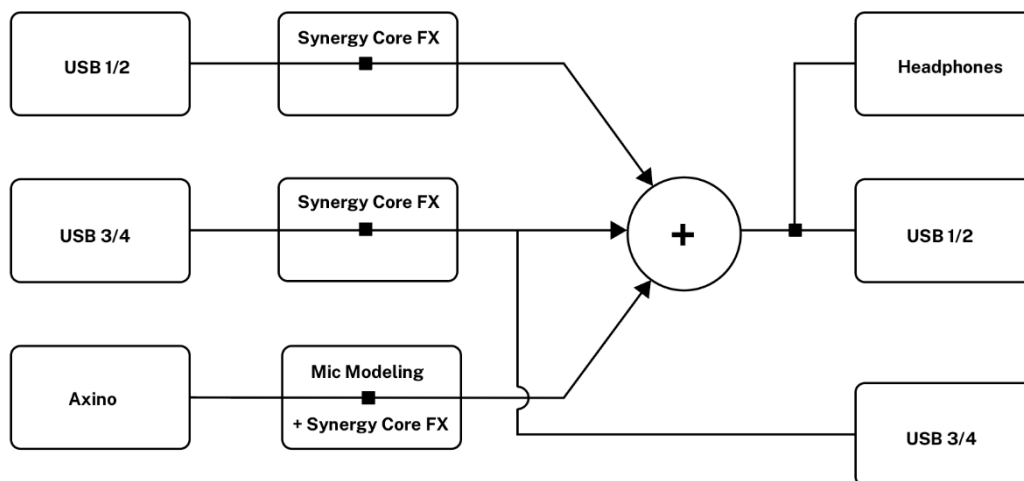 USB 1/2
Synergy Core FX
Headphones
USB 3/4
Synergy Core FX
+
USB 1/2
Axino
Mic Modeling
+ Synergy Core FX
USB 3/4